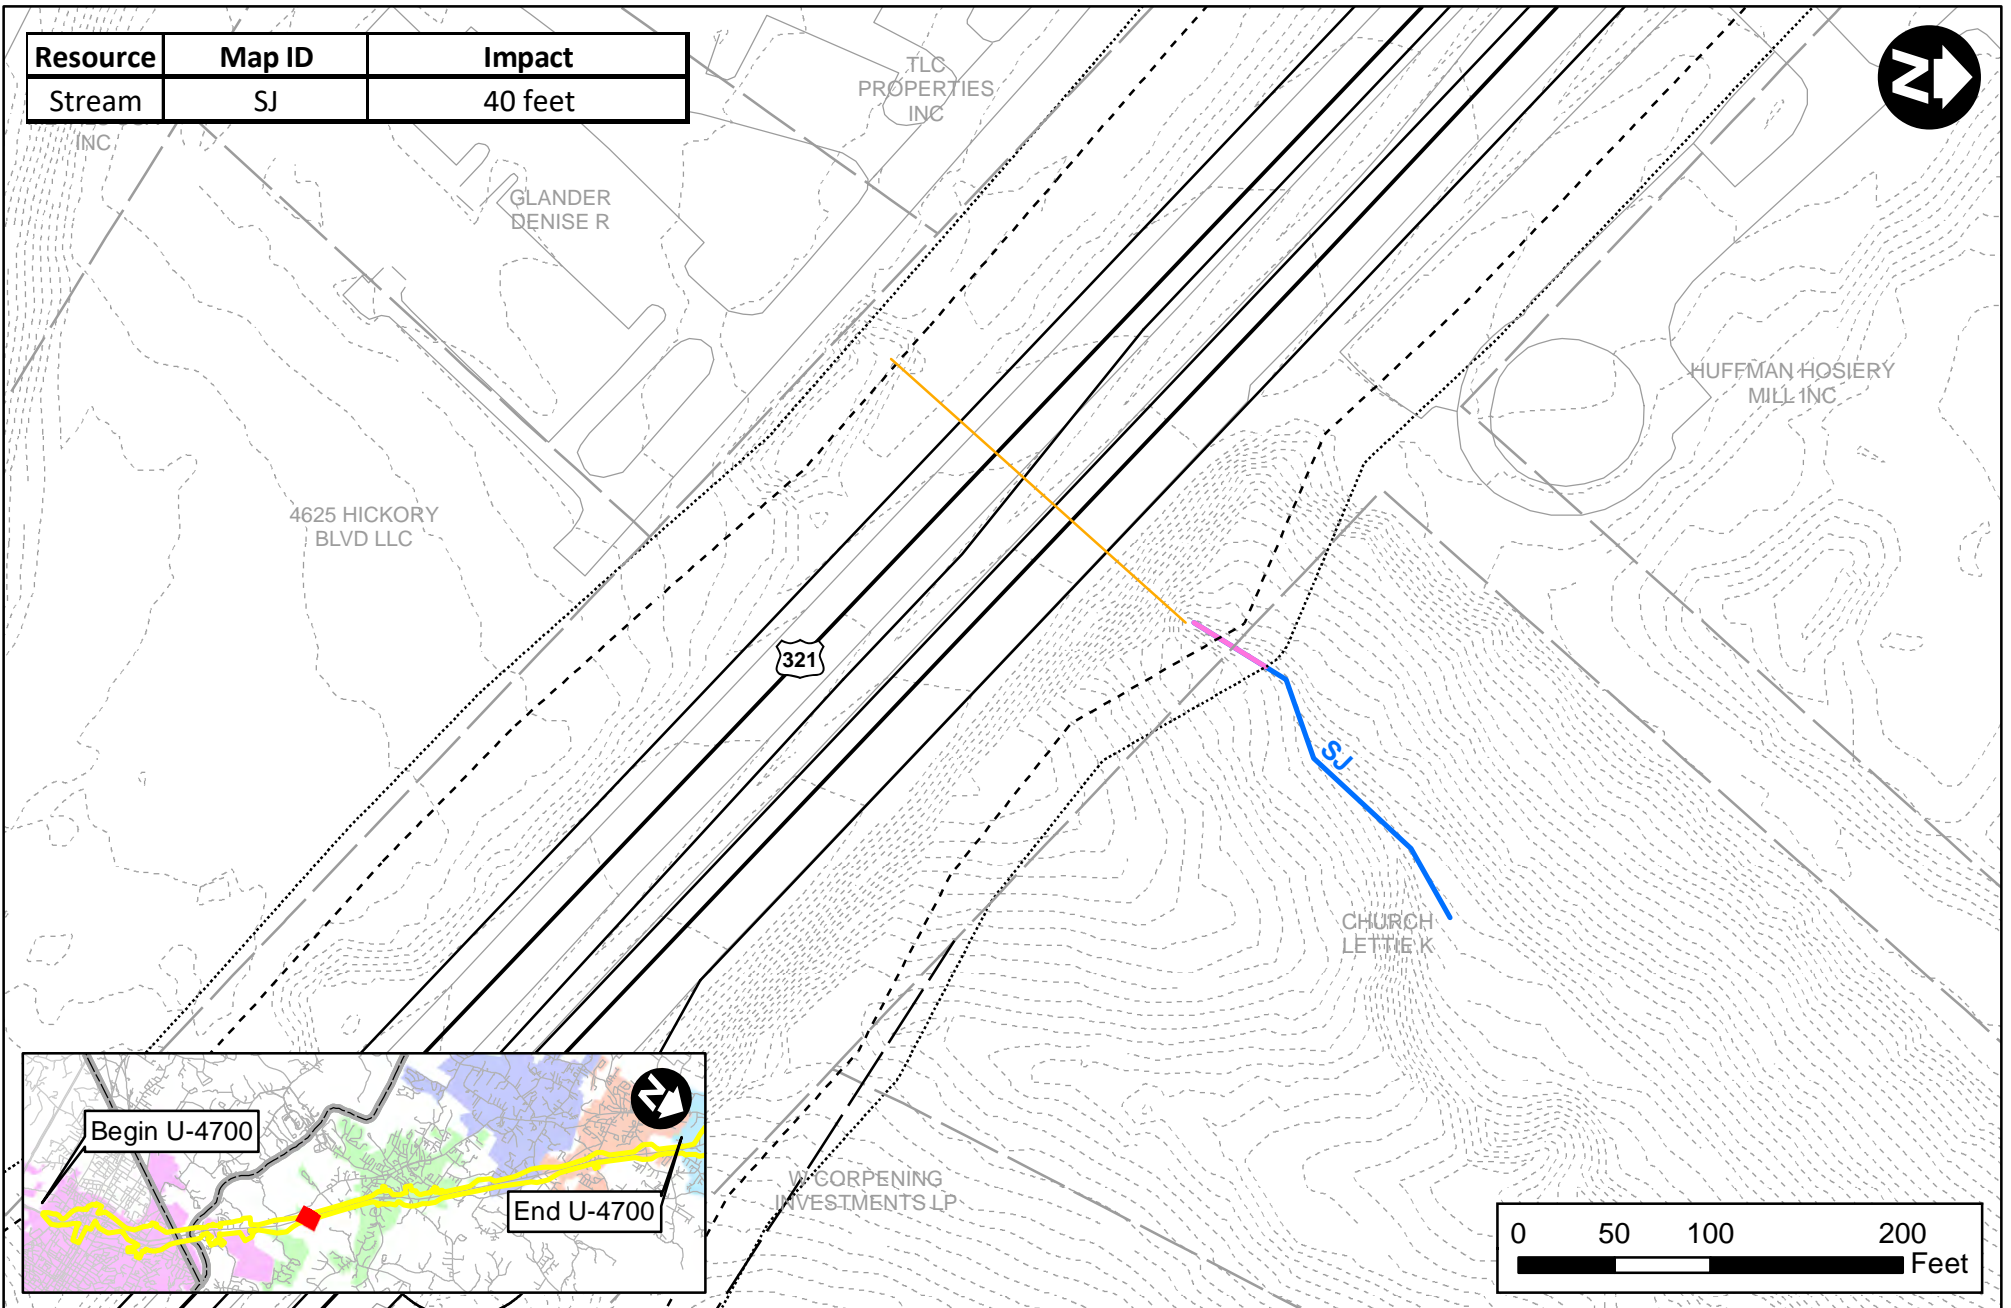 Resource Map ID Impact
Stream SJ 40 feet
INC
TLC
PROPERTIES
INC
N
GLANDER
DENISE R
HUFFMAN HOSIERY
MILL INC
4625 HICKORY
BLVD LLC
321
SJ
CHURCH
LETTIE K
W CORPENING
INVESTMENTS LP
N
Begin U-4700
End U-4700
0 50 100 200
Feet